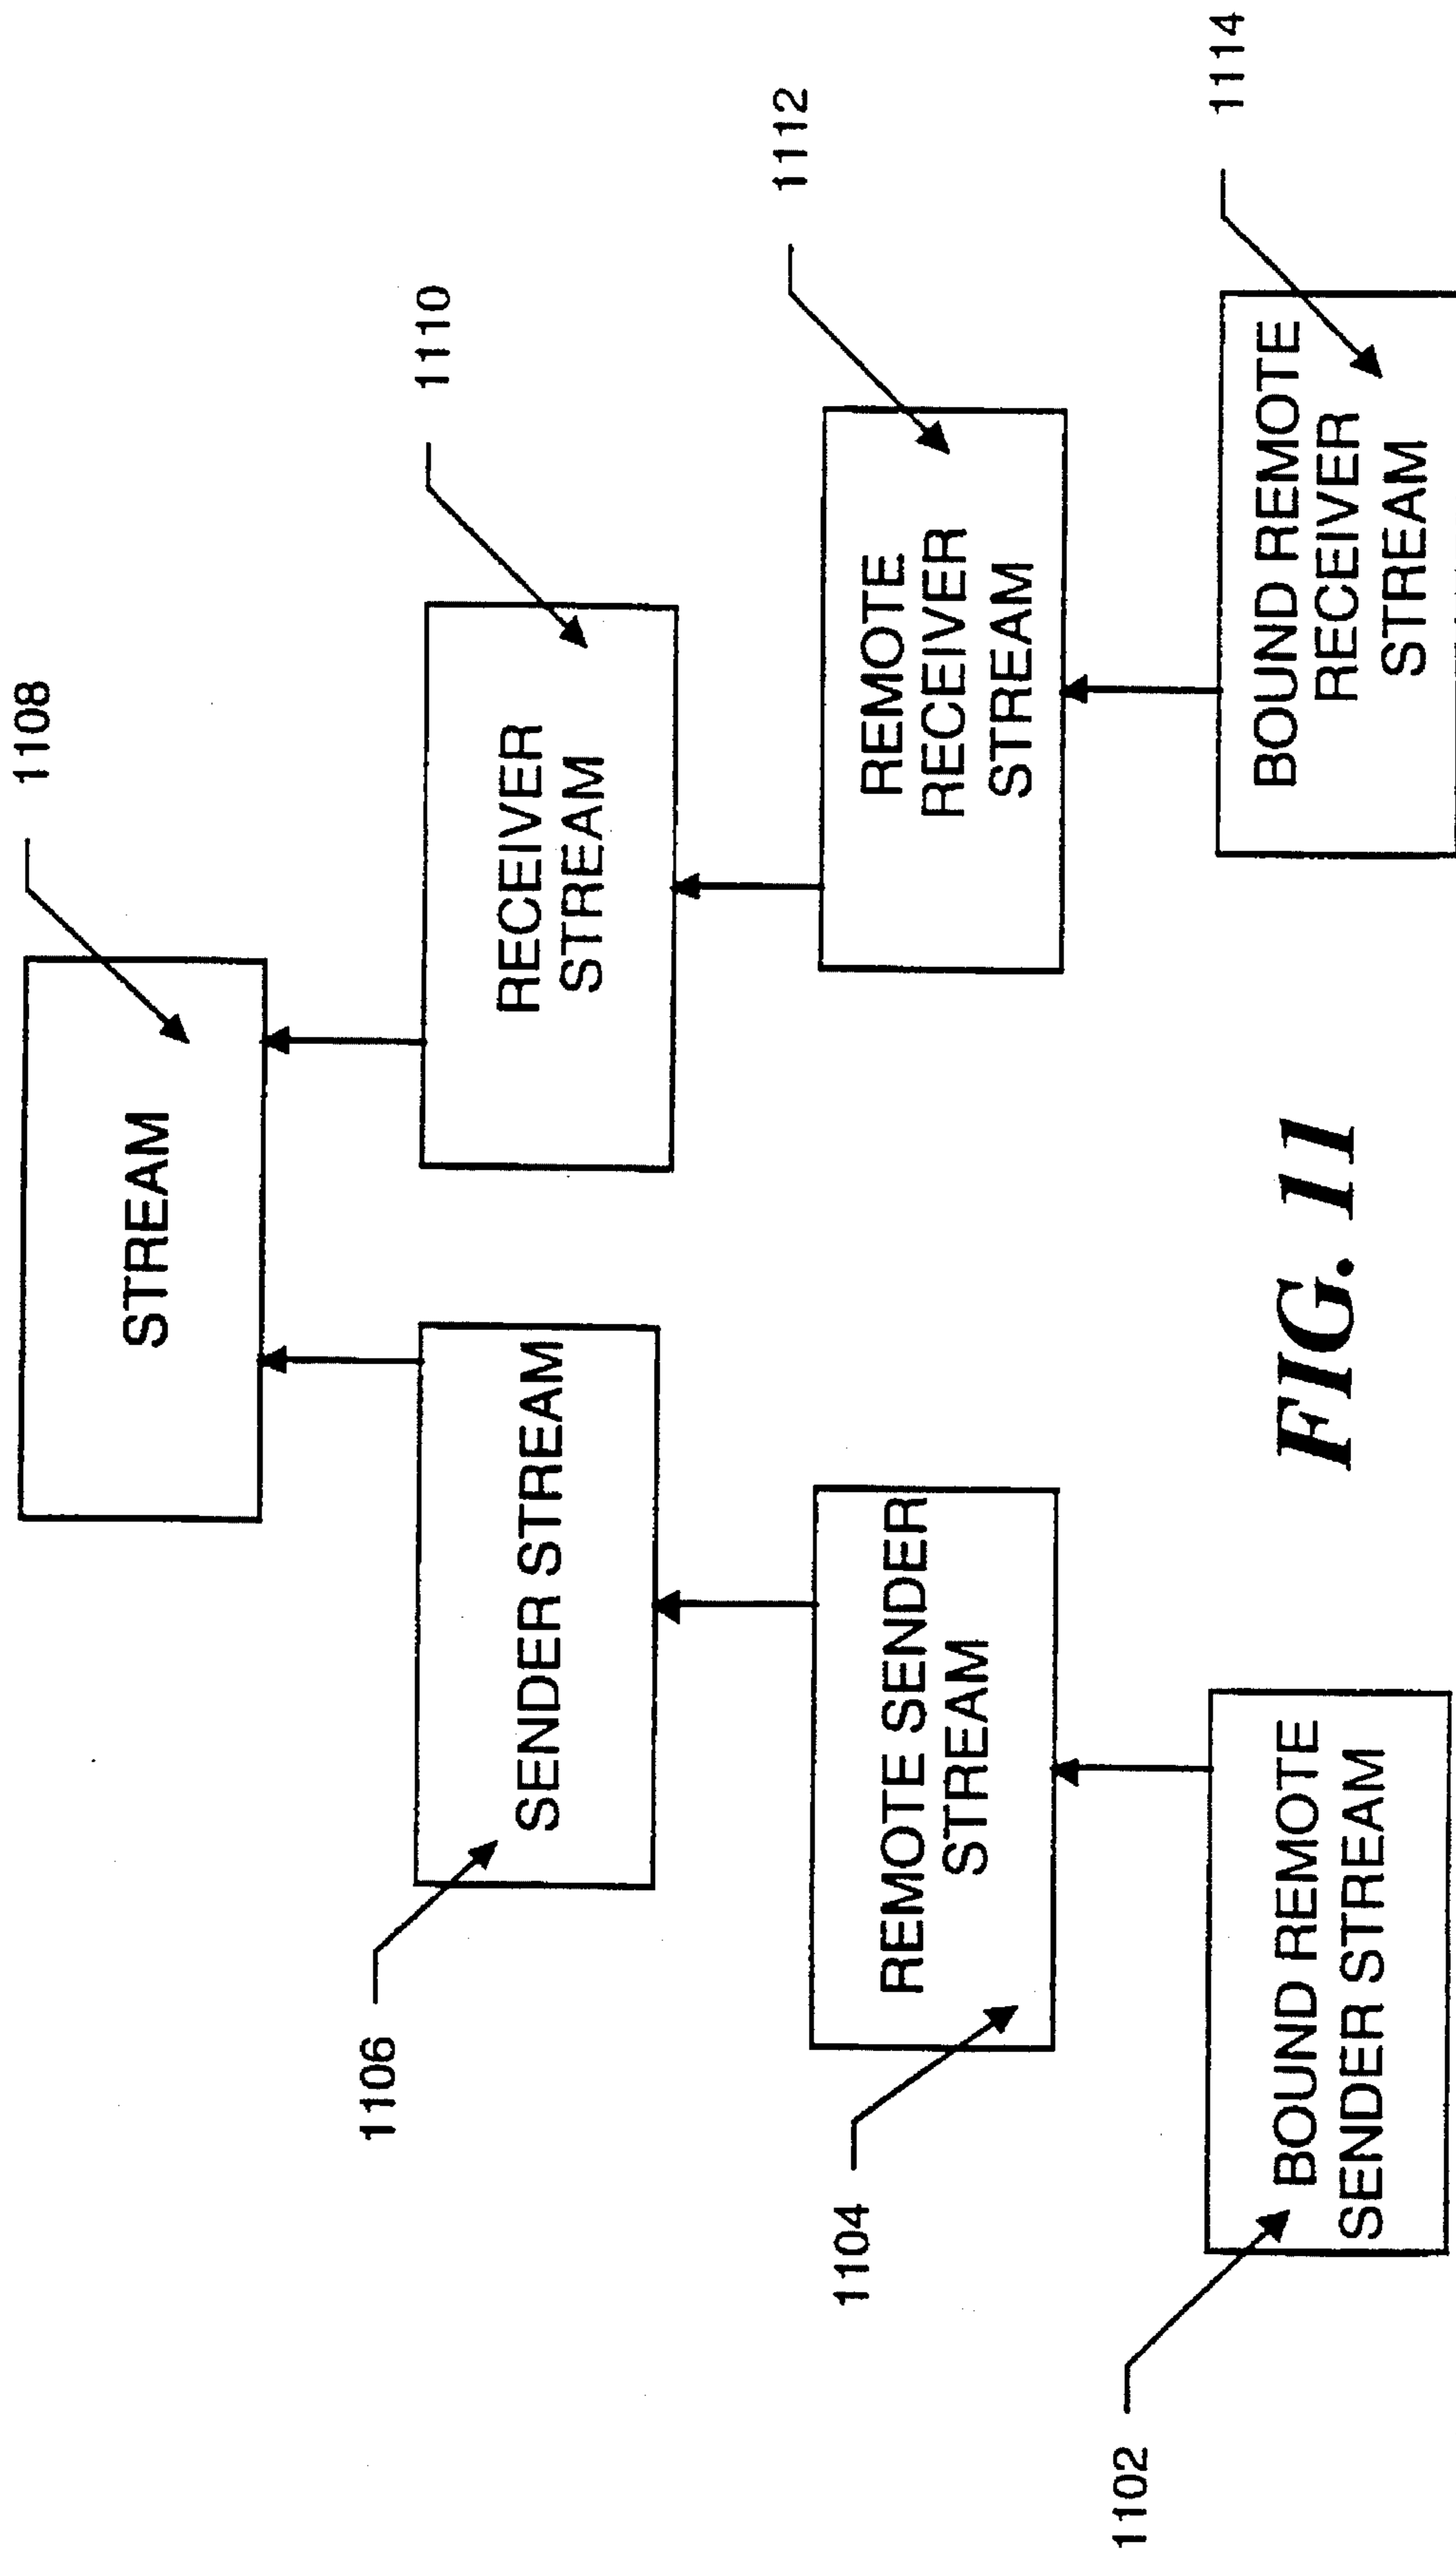 1108
STREAM
1110
1106
SENDER STREAM
RECEIVER
STREAM
1112
1104
REMOTE SENDER
STREAM
REMOTE
RECEIVER
STREAM
1114
1102
BOUND REMOTE
SENDER STREAM
BOUND REMOTE
RECEIVER
STREAM
FIG. 11